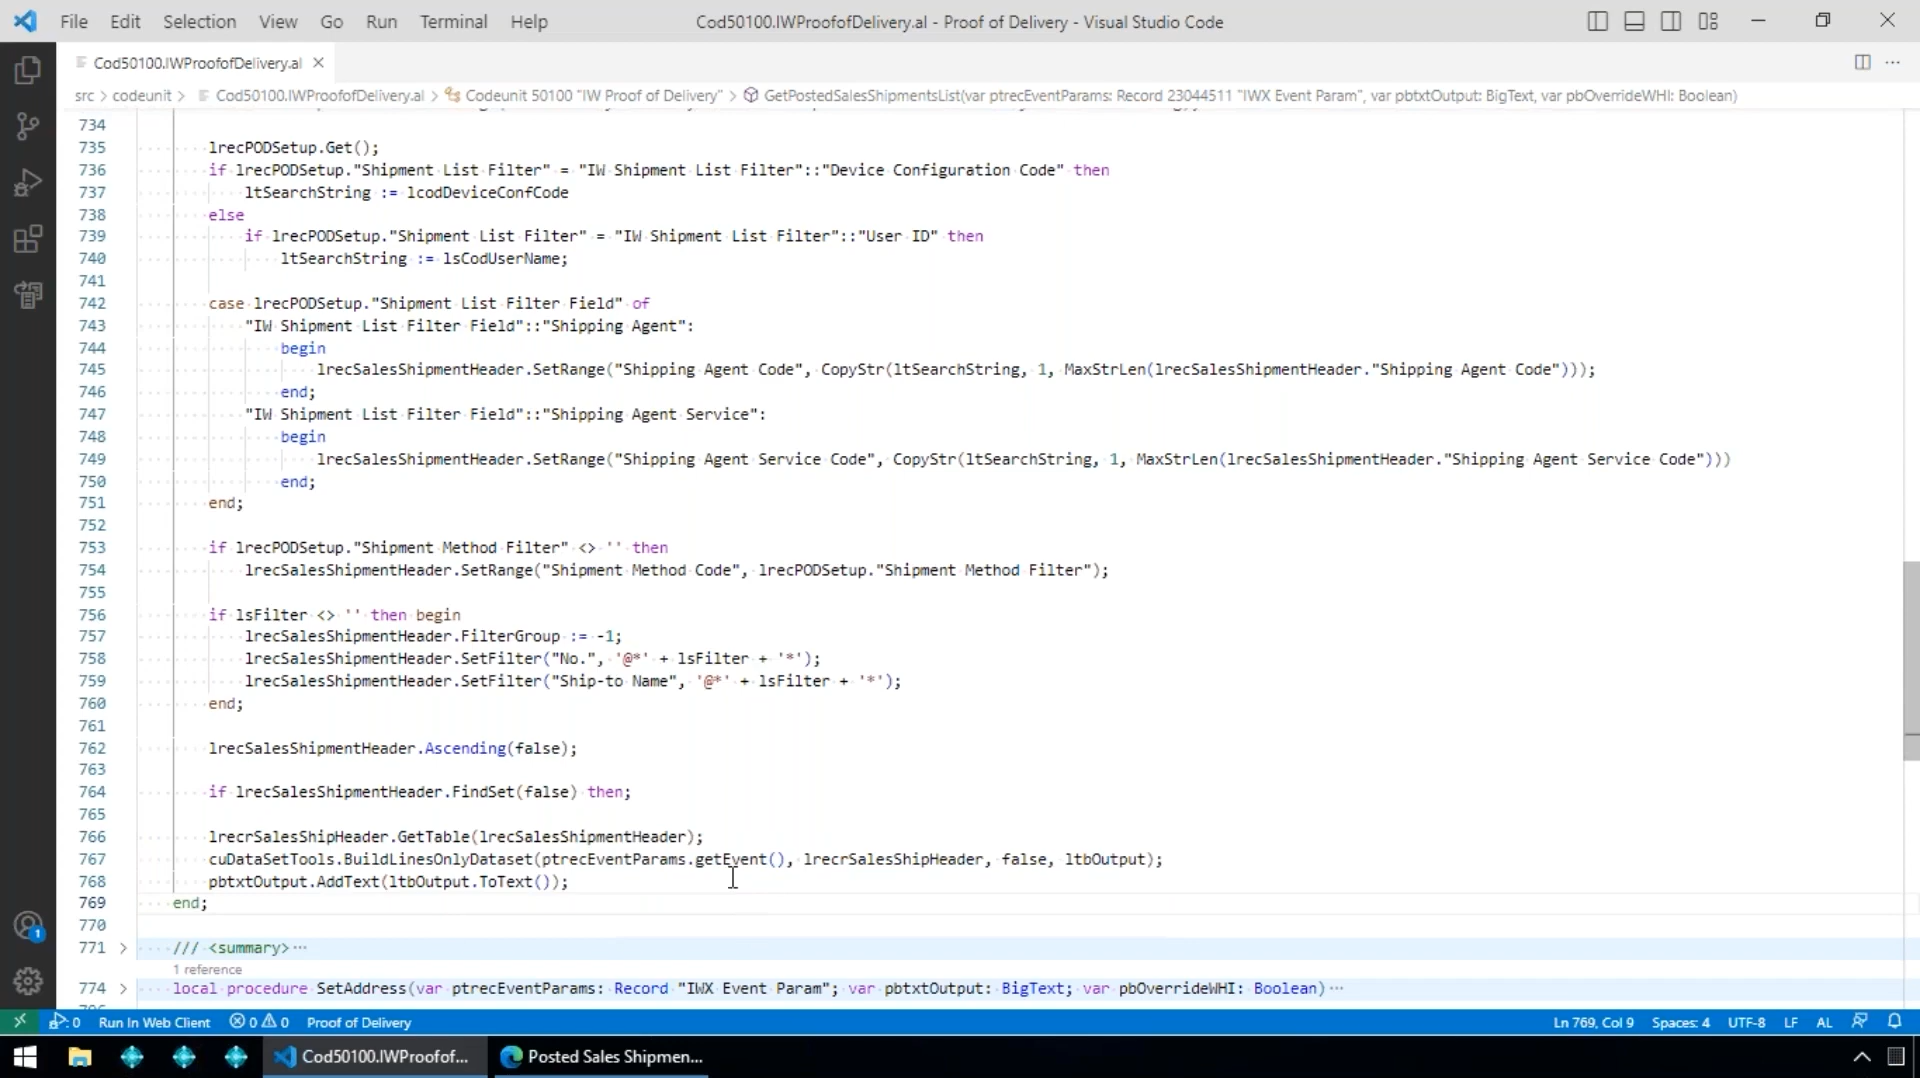 File Edit Selection View Go Run Terminal Help Cod50100.IWProofofDelivery.al - Proof of Delivery - Visual Studio Code
Cod50100.IWProofofDelivery.al
src > codeunit > Cod50100.IWProofofDelivery.al > Codeunit 50100 "IW Proof of Delivery" > GetPostedSalesShipmentsList(var ptrecEventParams: Record 23044511 "IWX Event Param", var pbtxtOutput: BigText, var pbOverrideWHI: Boolean)
734
735 lrecPODSetup.Get();
736 if lrecPODSetup."Shipment List Filter" = "IW Shipment List Filter"::"Device Configuration Code" then
737 ltSearchString := lcodDeviceConfCode
738 else
739 if lrecPODSetup."Shipment List Filter" = "IW Shipment List Filter"::"User ID" then
740 ltSearchString := lsCodUserName;
741
742 case lrecPODSetup."Shipment List Filter Field" of
743 "IW Shipment List Filter Field"::"Shipping Agent":
744 begin
745 lrecSalesShipmentHeader.SetRange("Shipping Agent Code", CopyStr(ltSearchString, 1, MaxStrLen(lrecSalesShipmentHeader."Shipping Agent Code")));
746 end;
747 "IW Shipment List Filter Field"::"Shipping Agent Service":
748 begin
749 lrecSalesShipmentHeader.SetRange("Shipping Agent Service Code", CopyStr(ltSearchString, 1, MaxStrLen(lrecSalesShipmentHeader."Shipping Agent Service Code")))
750 end;
751 end;
752
753 if lrecPODSetup."Shipment Method Filter" <> '' then
754 lrecSalesShipmentHeader.SetRange("Shipment Method Code", lrecPODSetup."Shipment Method Filter");
755
756 if lsFilter <> '' then begin
757 lrecSalesShipmentHeader.FilterGroup := -1;
758 lrecSalesShipmentHeader.SetFilter("No.", '@*' + lsFilter + '*');
759 lrecSalesShipmentHeader.SetFilter("Ship-to Name", '@*' + lsFilter + '*');
760 end;
761
762 lrecSalesShipmentHeader.Ascending(false);
763
764 if lrecSalesShipmentHeader.FindSet(false) then;
765
766 lrecrSalesShipHeader.GetTable(lrecSalesShipmentHeader);
767 cuDataSetTools.BuildLinesOnlyDataset(ptrecEventParams.getEvent(), lrecrSalesShipHeader, false, ltbOutput);
768 pbtxtOutput.AddText(ltbOutput.ToText());
769 end;
770
771 > /// <summary>···
1 reference
774 > local procedure SetAddress(var ptrecEventParams: Record "IWX Event Param"; var pbtxtOutput: BigText; var pbOverrideWHI: Boolean)···
1
0 Run In Web Client 0 0 Proof of Delivery Ln 769, Col 9 Spaces: 4 UTF-8 LF AL
Cod50100.IWProofof... Posted Sales Shipmen...